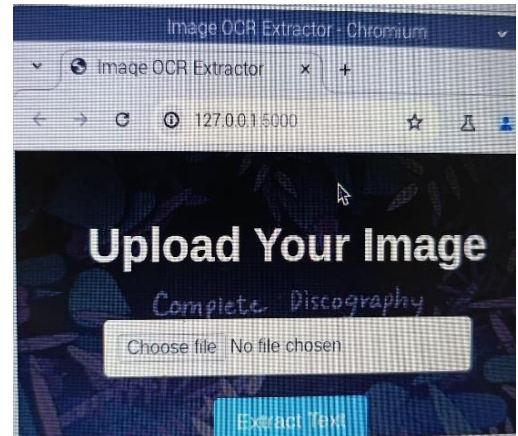 Image OCR Extractor - Chromium
Image OCR Extractor × +
127.0.0.1:5000
Upload Your Image
Complete Discography
Choose file No file chosen
Extract Text